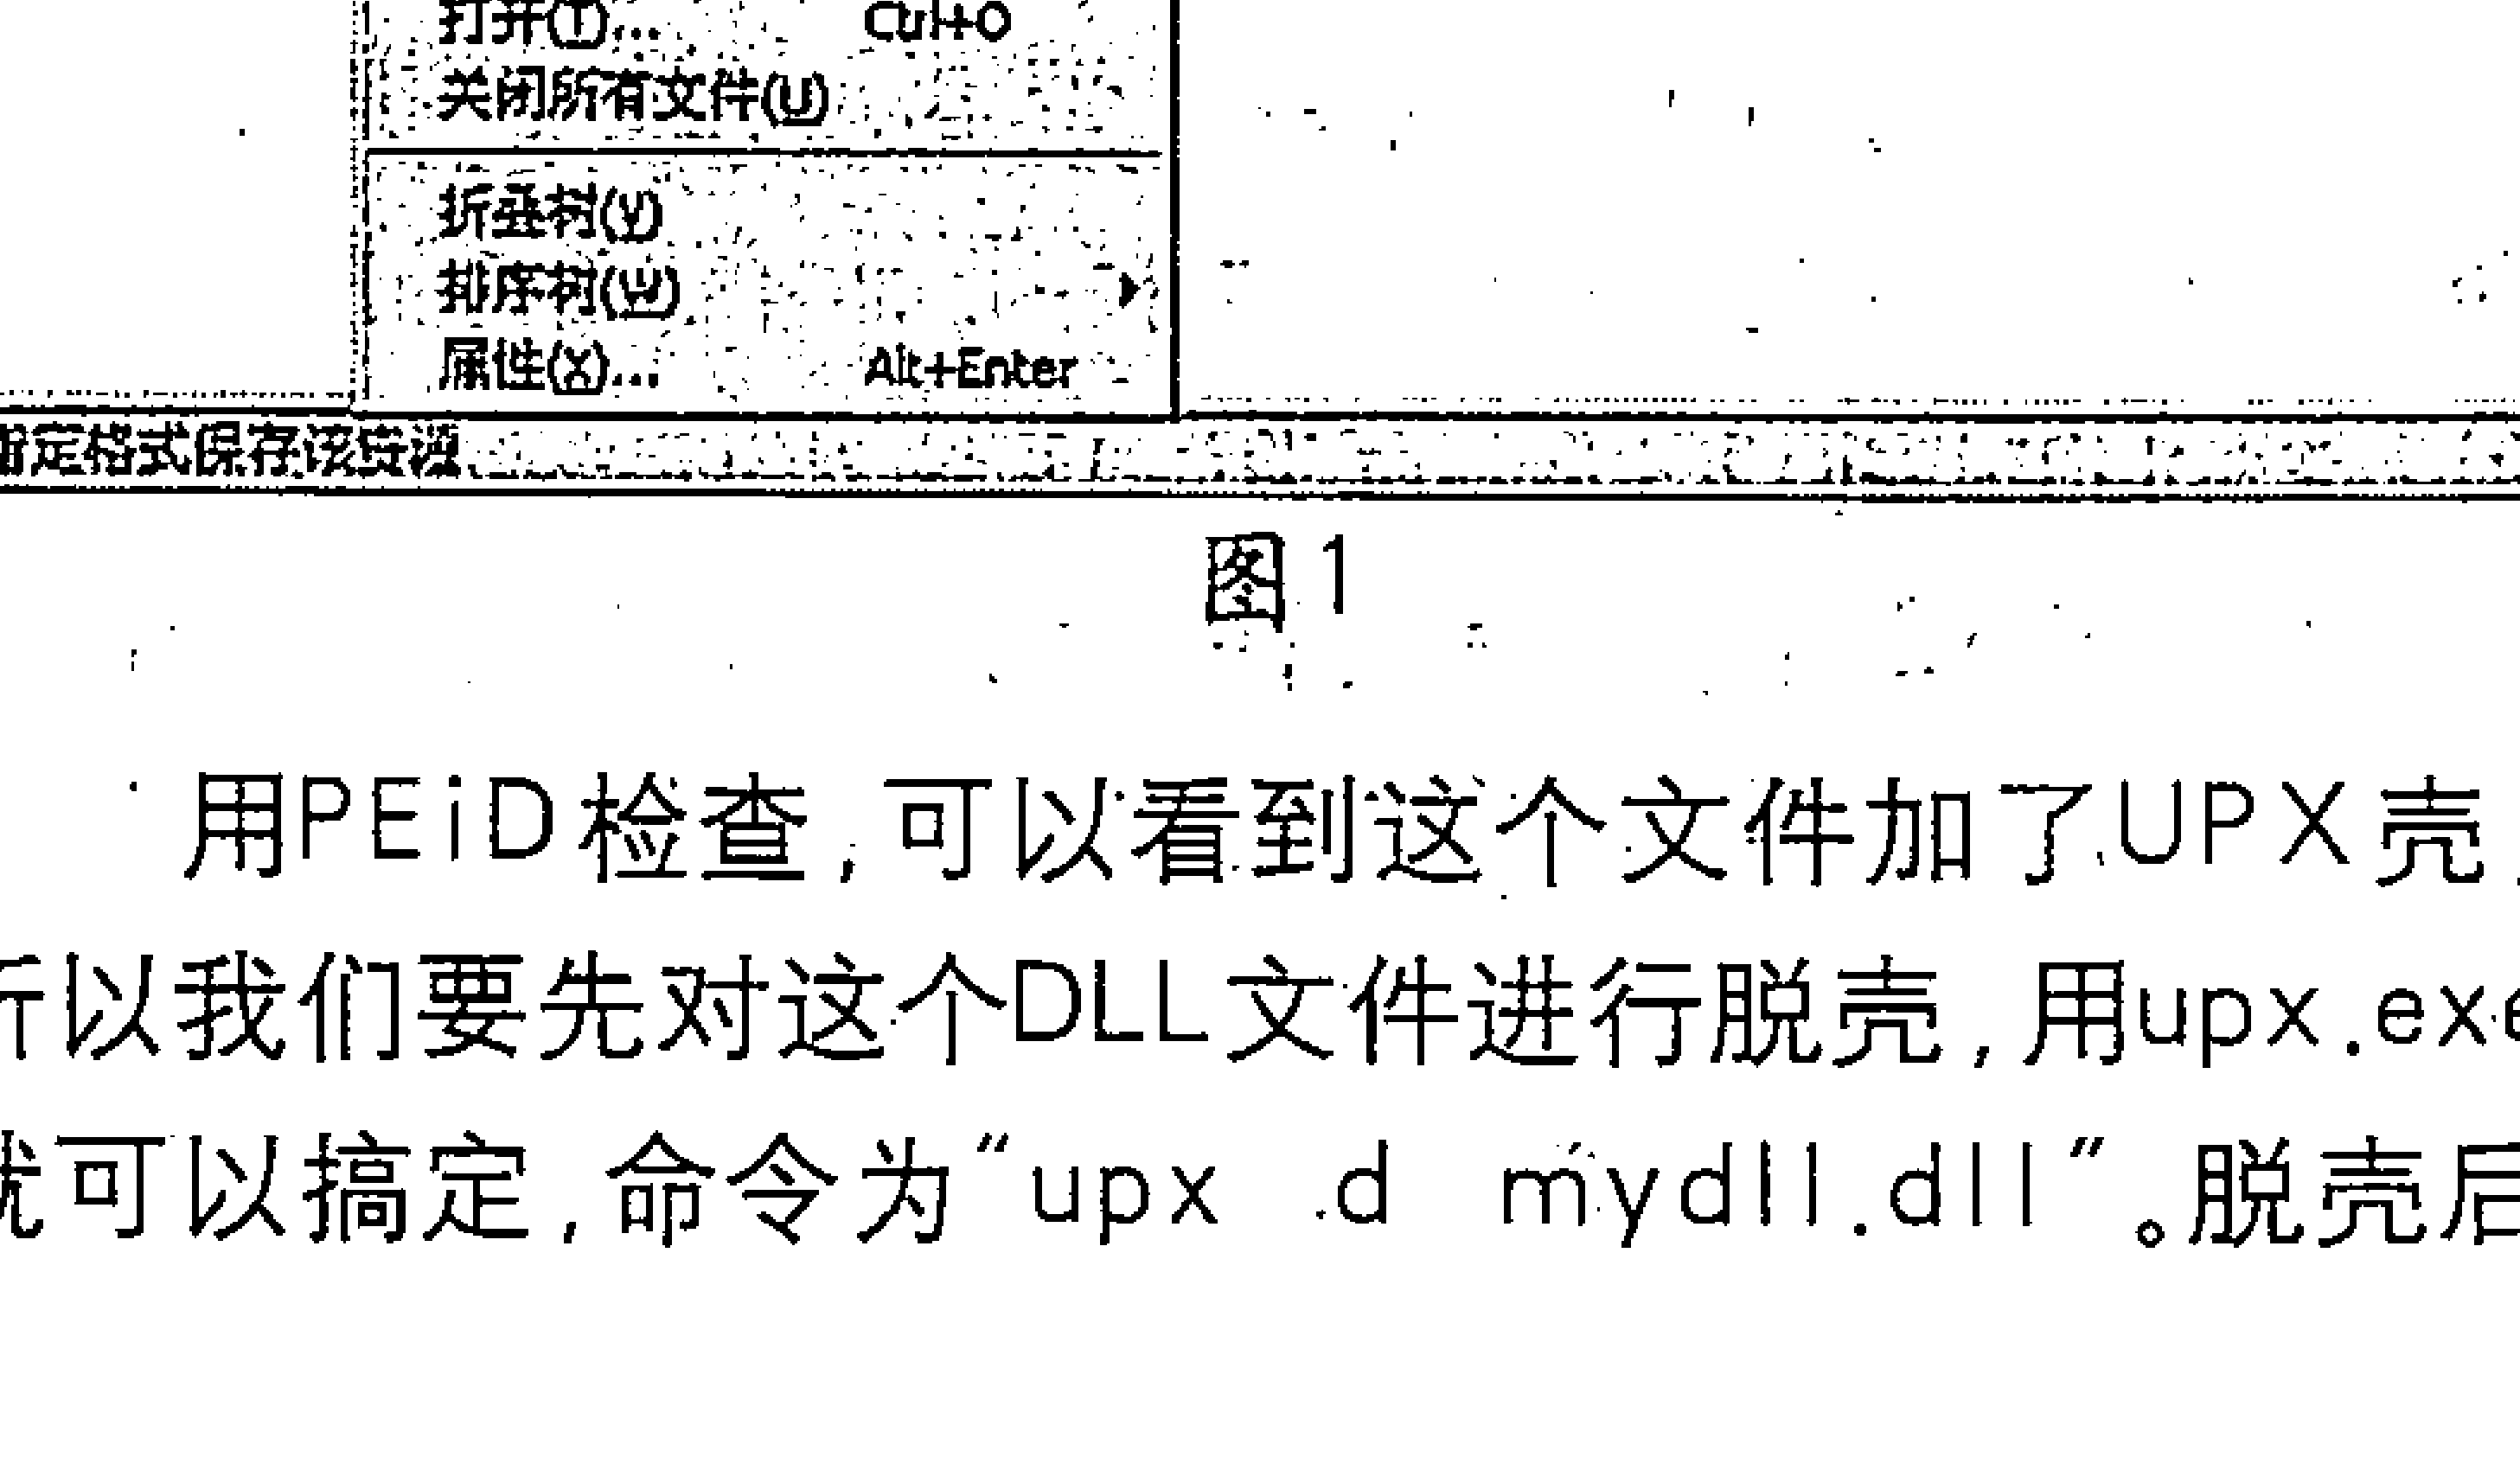 打开(T)... Ctrl+O
关闭所有文件(U)
折叠树(V)
排序树(W)
属性(X)... Alt+Enter
指定格式保存该资源
图1
用PEiD检查,可以看到这个文件加了UPX壳,
所以我们要先对这个DLL文件进行脱壳,用upx.exe
就可以搞定,命令为“upx .d mydll.dll”。脱壳后